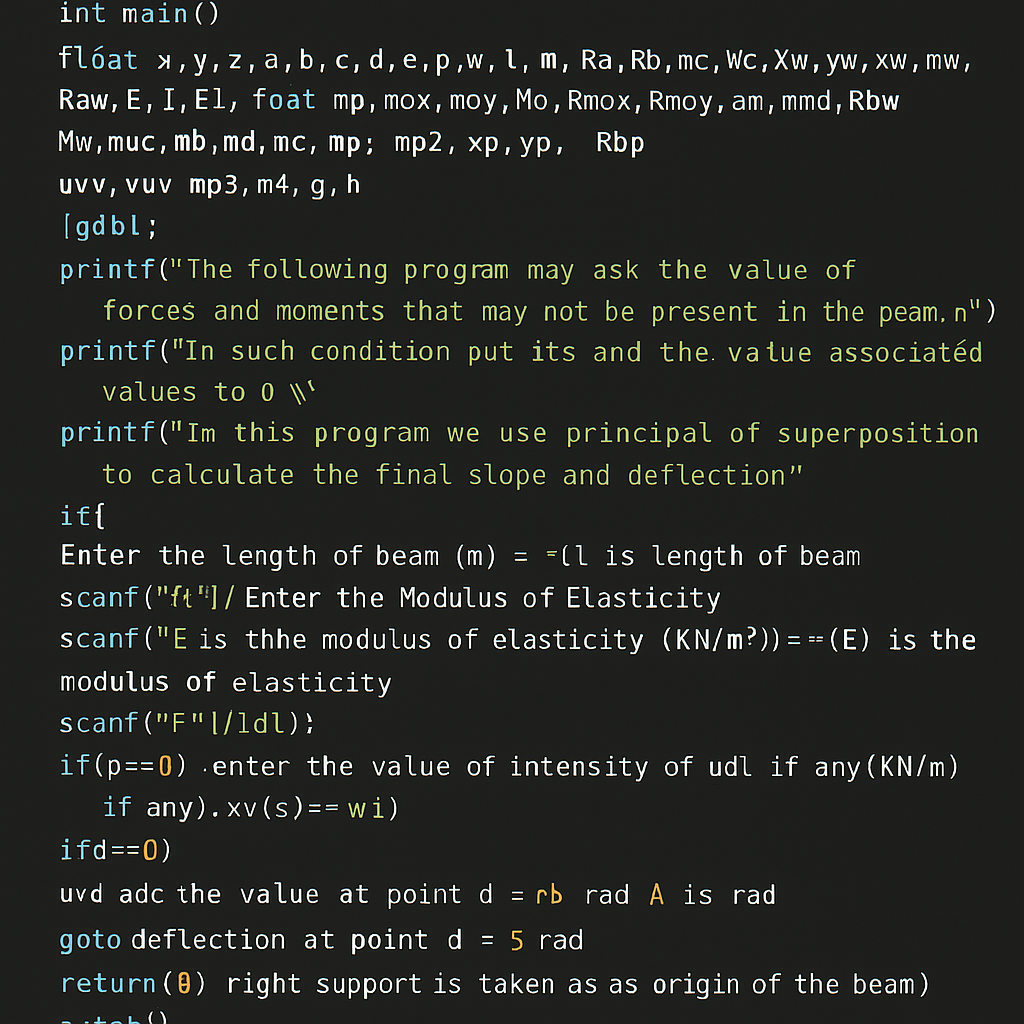 int main()
flóat x,y,z,a,b,c,d,e,p,w,l,m, Ra,Rb,mc,Wc,Xw,yw,xw,mw,
Raw,E,I,El, foat mp,mox,moy,Mo,Rmox,Rmoy,am,mmd,Rbw
Mw,muc,mb,md,mc, mp; mp2, xp,yp, Rbp
uvv,vuv mp3,m4, g,h
[gdbl;
printf("The following program may ask the value of
forces and moments that may not be present in the peam.n")
printf("In such condition put its and the. value associatéd
values to 0 \\‘
printf("Im this program we use principal of superposition
to calculate the final slope and deflection”
if{
Enter the length of beam (m) = =(l is length of beam
scanf(" Enter the Modulus of Elasticity
scanf("E is thhe modulus of elasticity (KN/m?))===(E) is the
modulus of elasticity
scanf("F"|/ldl);
if(p==0) .enter the value of intensity of udl if any(KN/m)
if any).xv(s)== wi)
ifd==0)
uvd adc the value at point d = rb rad A is rad
goto deflection at point d = 5 rad
return(0) right support is taken as as origin of the beam)